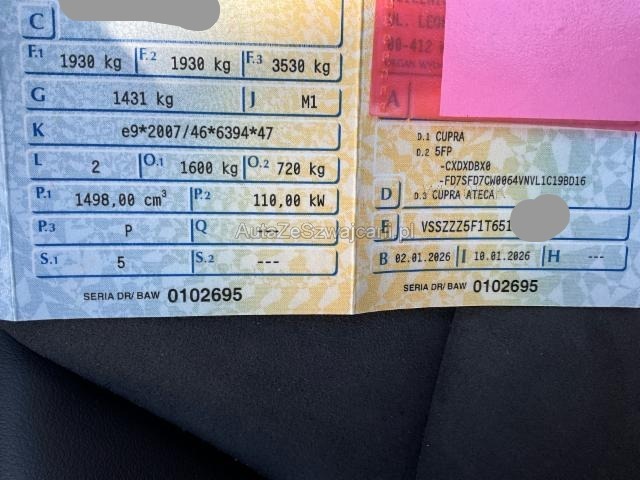 C
F.1 1930 kg F.2 1930 kg F.3 3530 kg
G 1431 kg J M1
K e9*2007/46*6394*47
L 2 O.1 1600 kg O.2 720 kg
P.1 1498,00 cm³ P.2 110,00 kW
P.3 P Q ---
S.1 5 S.2 ---
SERIA DR/ BAW 0102695
UL.
00-412
A
D.1 CUPRA
D.2 5FP
-CXDXDBX0
-FD7SFD7CW0064VNVL1C19BD16
D D.3 CUPRA ATECA
E VSSZZZ5F1T651
B 02.01.2026 I 10.01.2026 H ---
SERIA DR/ BAW 0102695
AutaZeSzwajcarii.pl